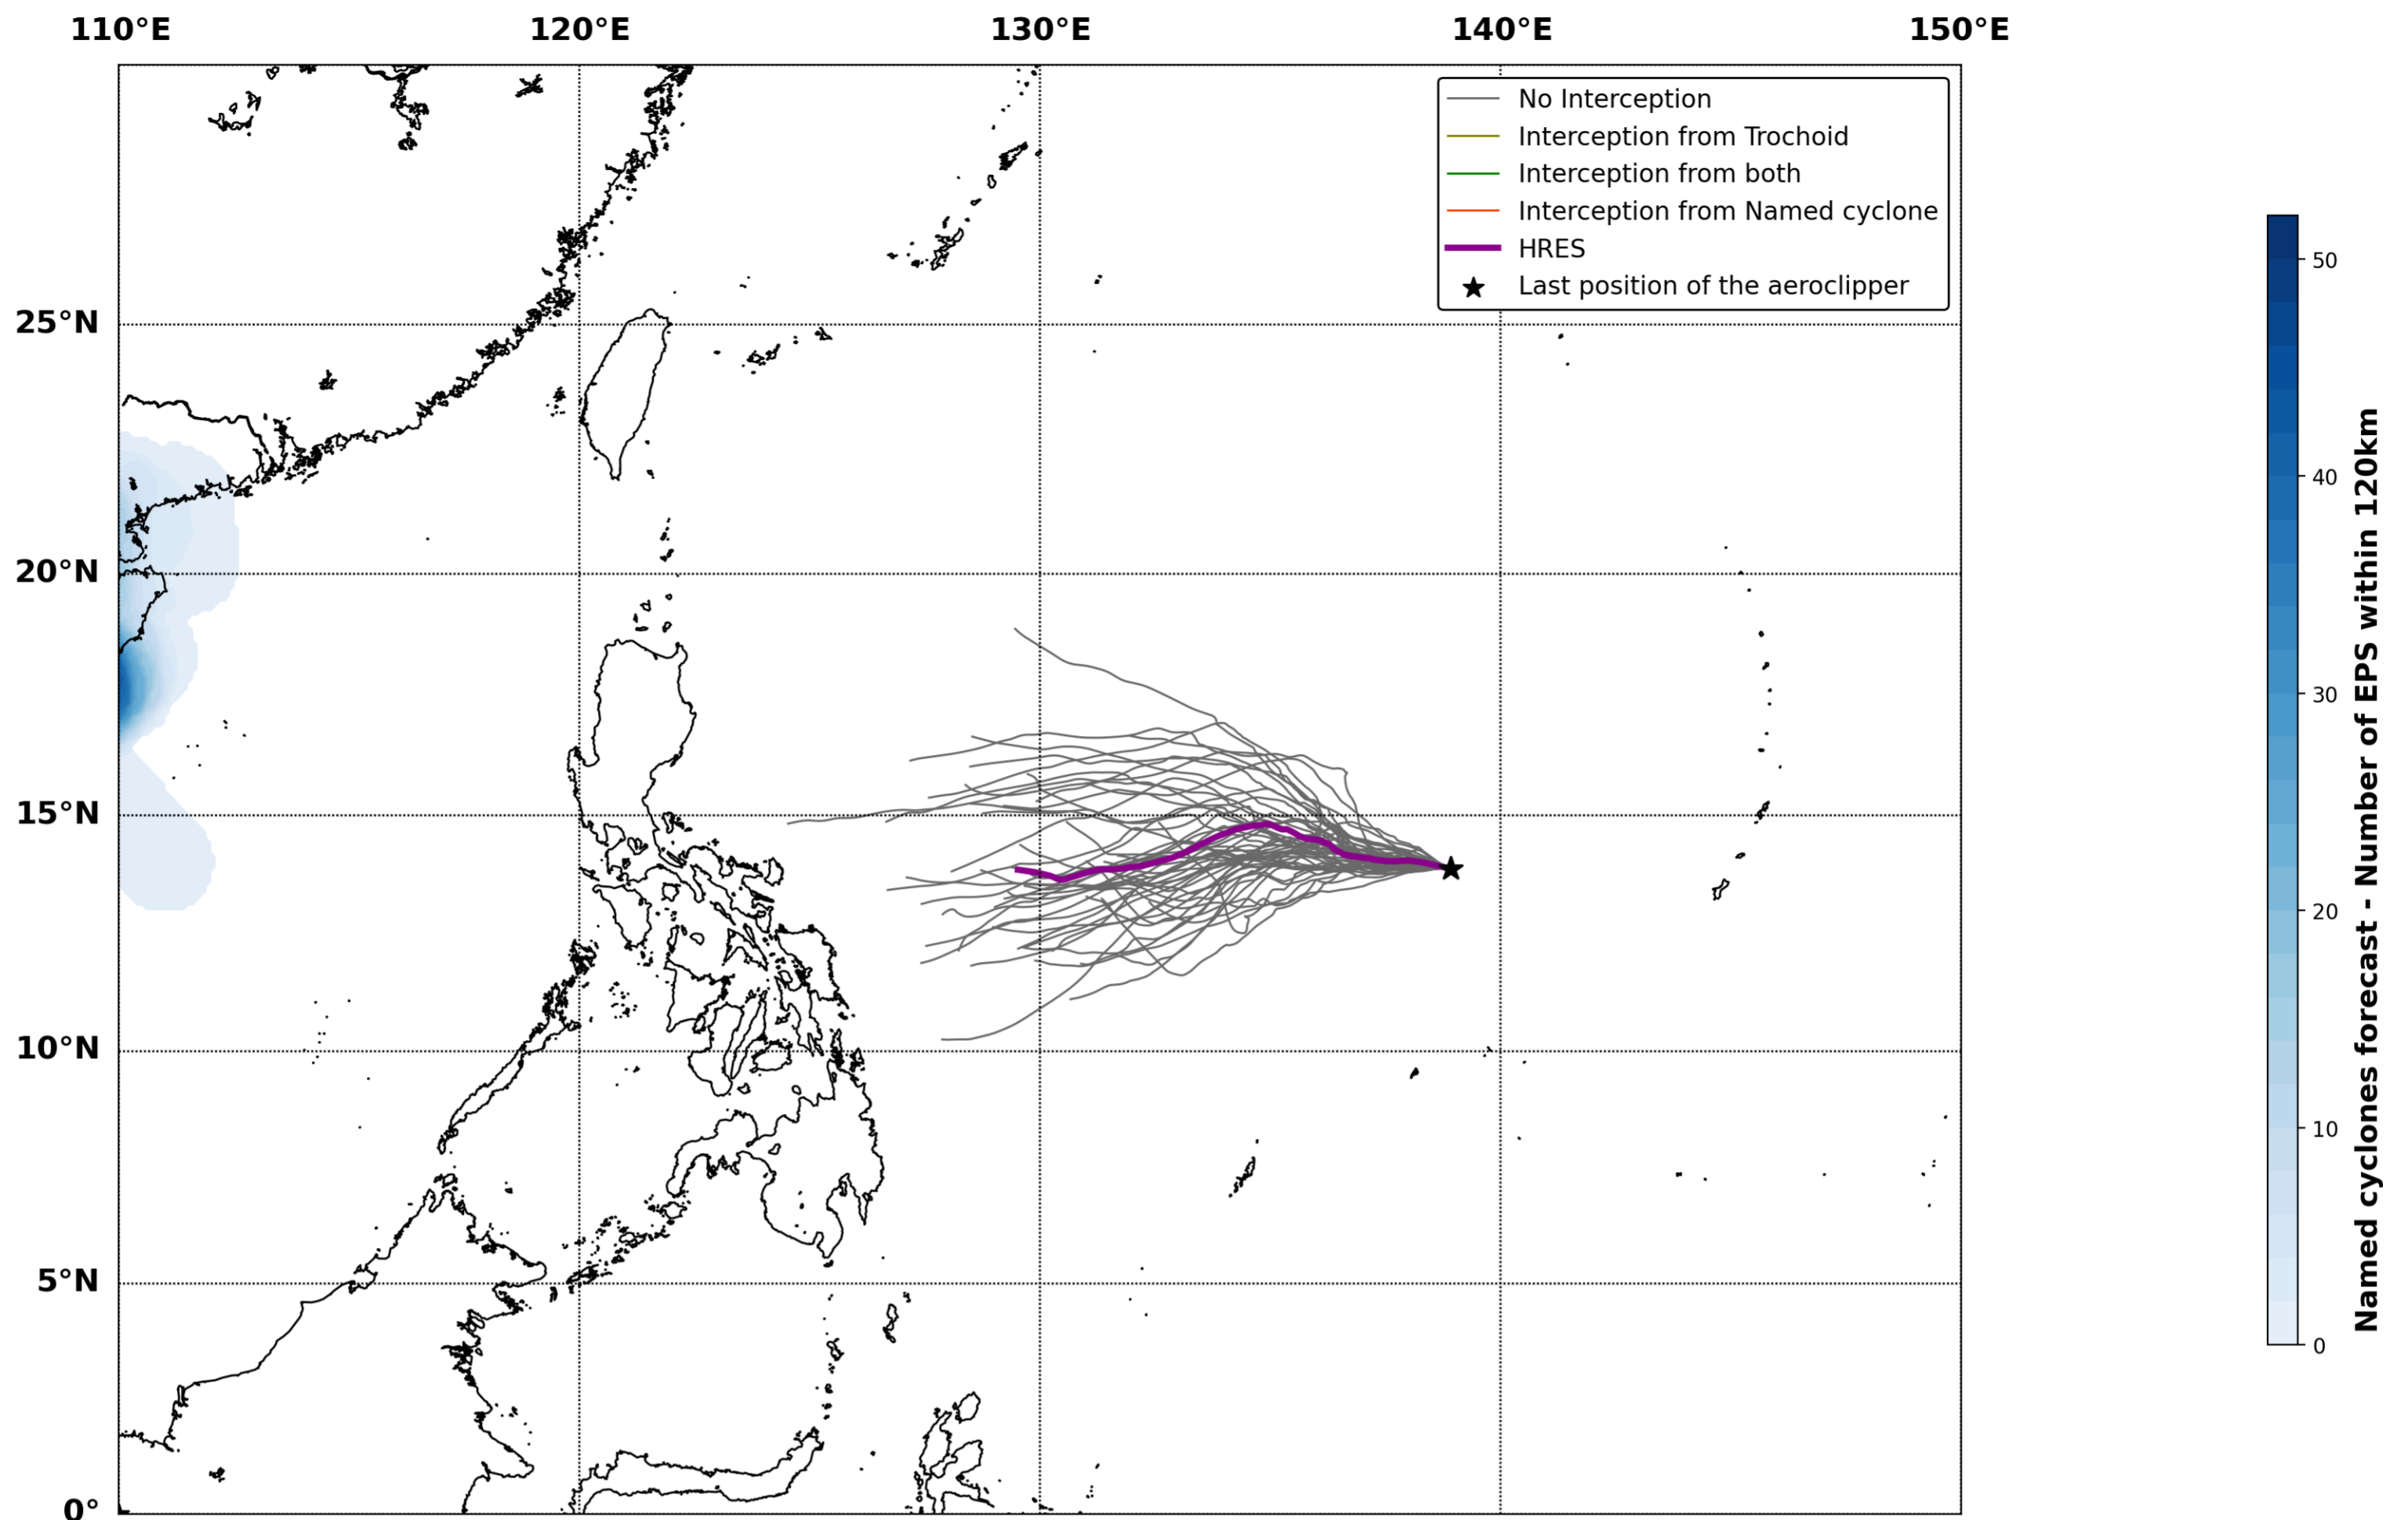 110°E 120°E 130°E 140°E 150°E
No Interception
Interception from Trochoid
Interception from both
Interception from Named cyclone
HRES
Last position of the aeroclipper
25°N
20°N
15°N
10°N
5°N
0°
50
40
30
20
10
0
Named cyclones forecast - Number of EPS within 120km